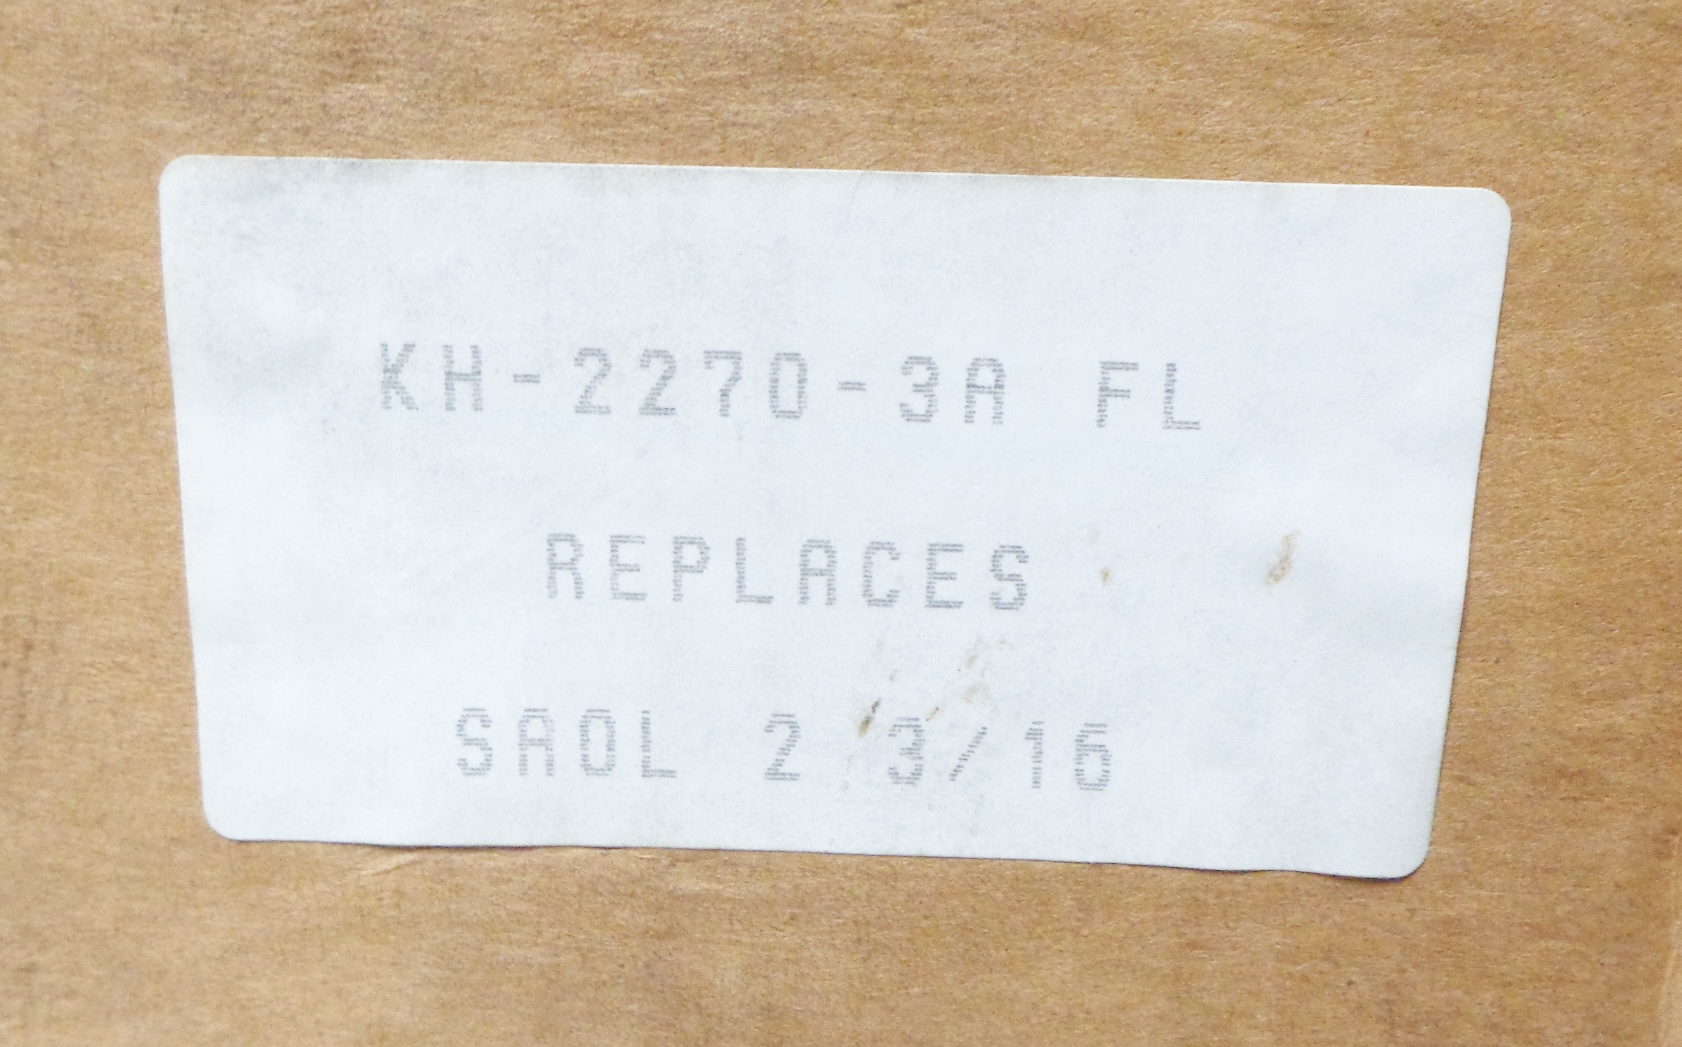 KH-2270-3A FL
REPLACES
SAOL 2 3/16